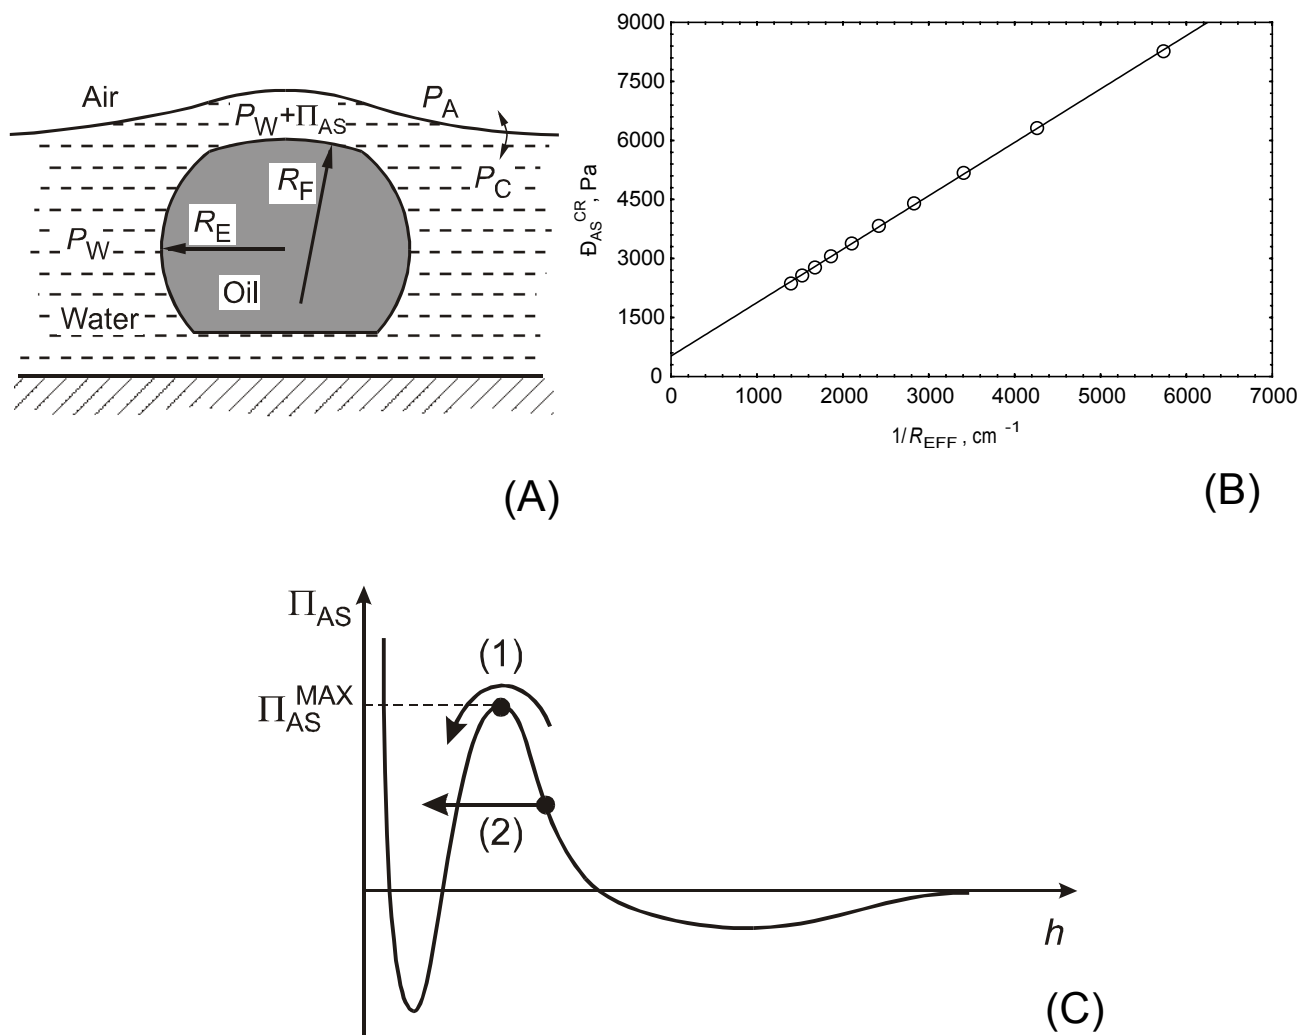 Air
P_A
P_W+Π_AS
P_C
R_F
R_E
P_W
Oil
Water
(A)
9000
7500
6000
4500
3000
1500
0
Ð_AS^CR, Pa
0 1000 2000 3000 4000 5000 6000 7000
1/R_EFF, cm⁻¹
(B)
Π_AS
(1)
Π_AS^MAX
(2)
h
(C)